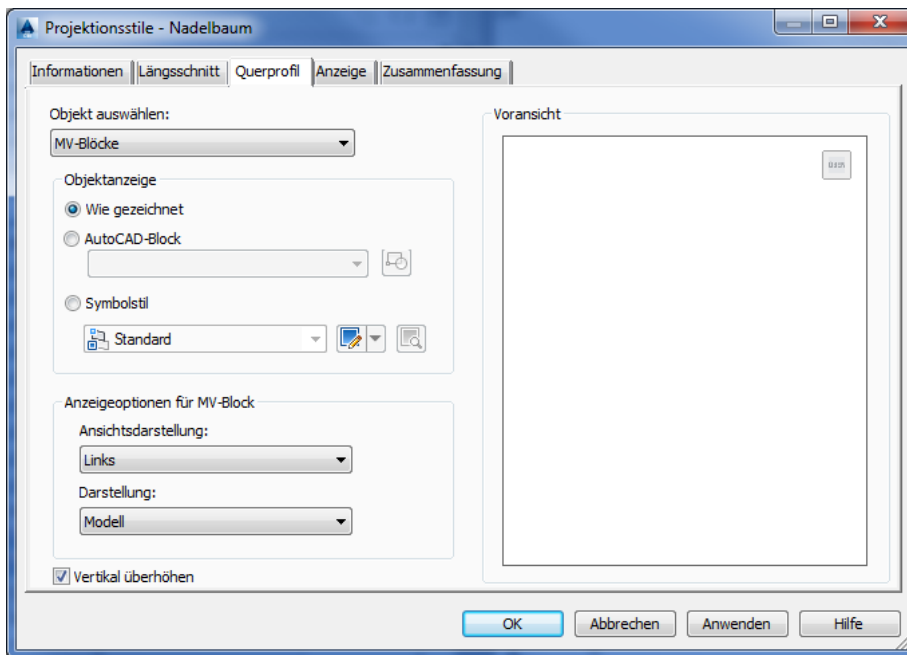 Projektionsstile - Nadelbaum
Informationen Längsschnitt Querprofil Anzeige Zusammenfassung
Objekt auswählen:
MV-Blöcke
Objektanzeige
Wie gezeichnet
AutoCAD-Block
Symbolstil
Standard
Anzeigeoptionen für MV-Block
Ansichtsdarstellung:
Links
Darstellung:
Modell
Vertikal überhöhen
Voransicht
OK Abbrechen Anwenden Hilfe